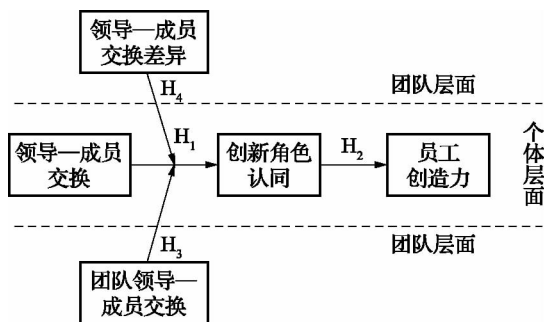 领导—成员
交换差异
H4
团队层面
H1
领导—成员
交换
创新角色
认同
H2
员工
创造力
个体层面
H3
团队层面
团队领导—
成员交换